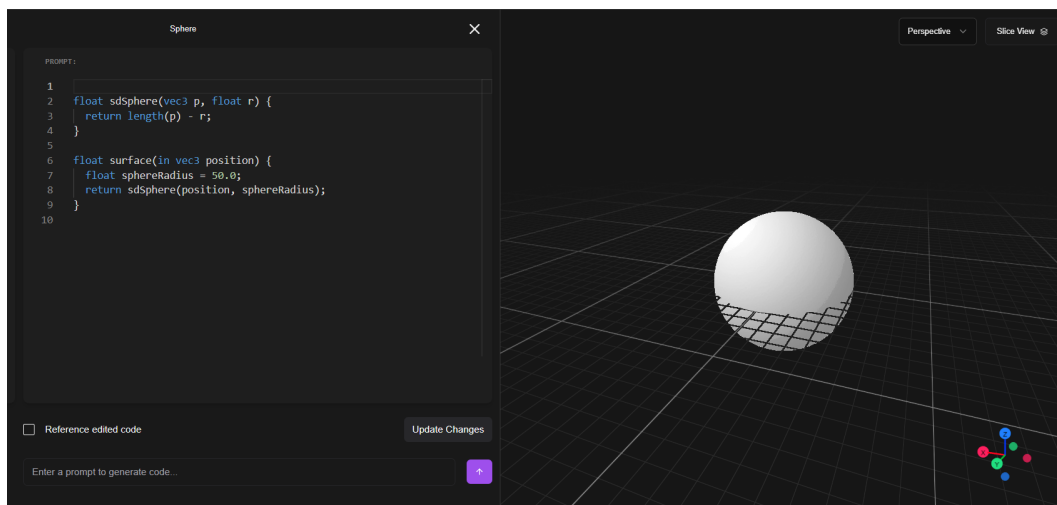 Sphere
PROMPT:
1
2 float sdSphere(vec3 p, float r) {
3   return length(p) - r;
4 }
5
6 float surface(in vec3 position) {
7   float sphereRadius = 50.0;
8   return sdSphere(position, sphereRadius);
9 }
10
Reference edited code
Update Changes
Enter a prompt to generate code...
Perspective
Slice View
Z
X
Y